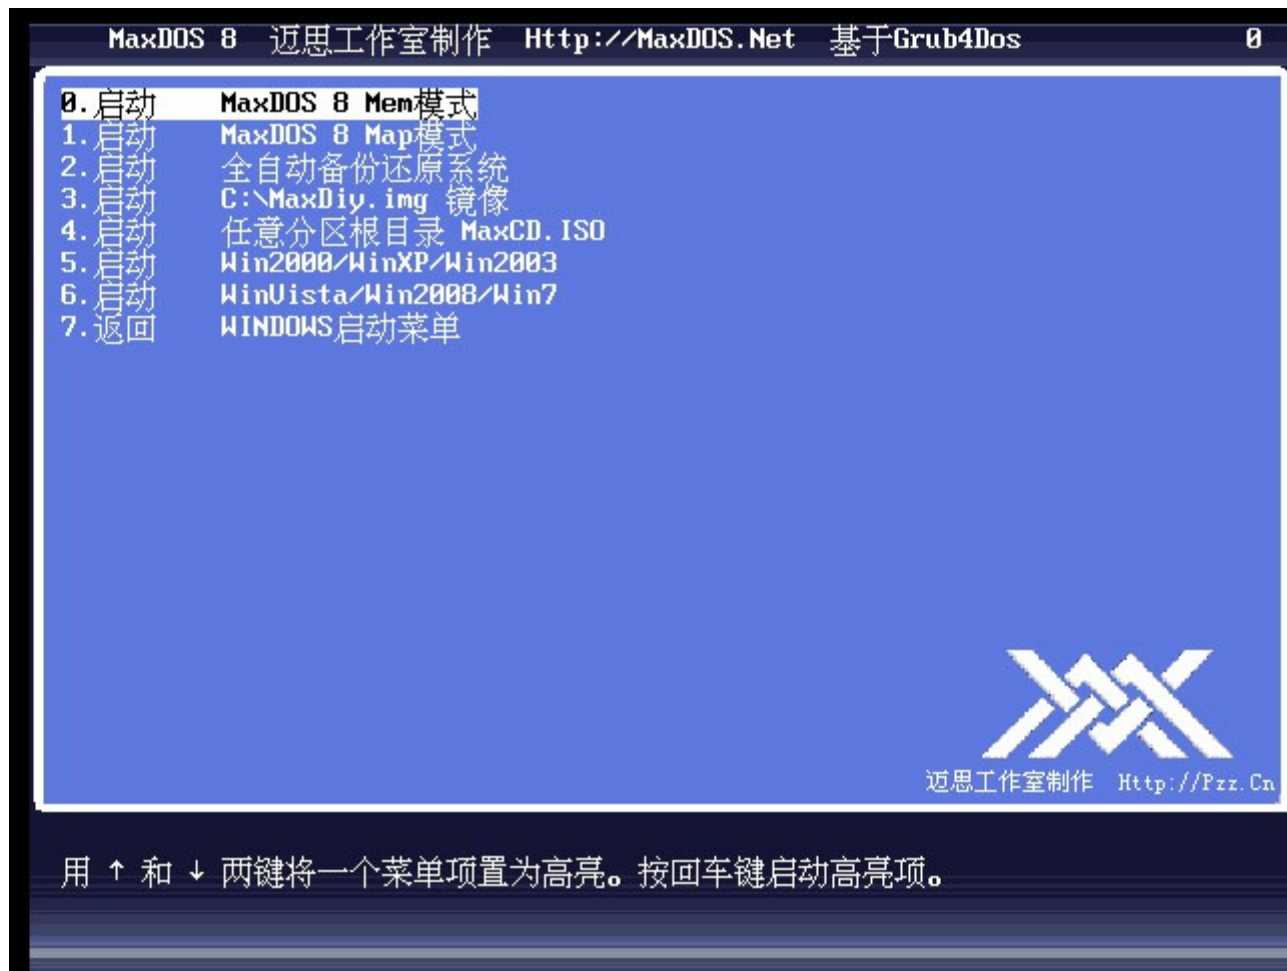 MaxDOS 8 迈思工作室制作 Http://MaxDOS.Net 基于Grub4Dos 0
0.启动 MaxDOS 8 Mem模式
1.启动 MaxDOS 8 Map模式
2.启动 全自动备份还原系统
3.启动 C:\MaxDiy.img 镜像
4.启动 任意分区根目录 MaxCD.ISO
5.启动 Win2000/WinXP/Win2003
6.启动 WinVista/Win2008/Win7
7.返回 WINDOWS启动菜单
迈思工作室制作 Http://Pzz.Cn
用 ↑ 和 ↓ 两键将一个菜单项置为高亮。按回车键启动高亮项。